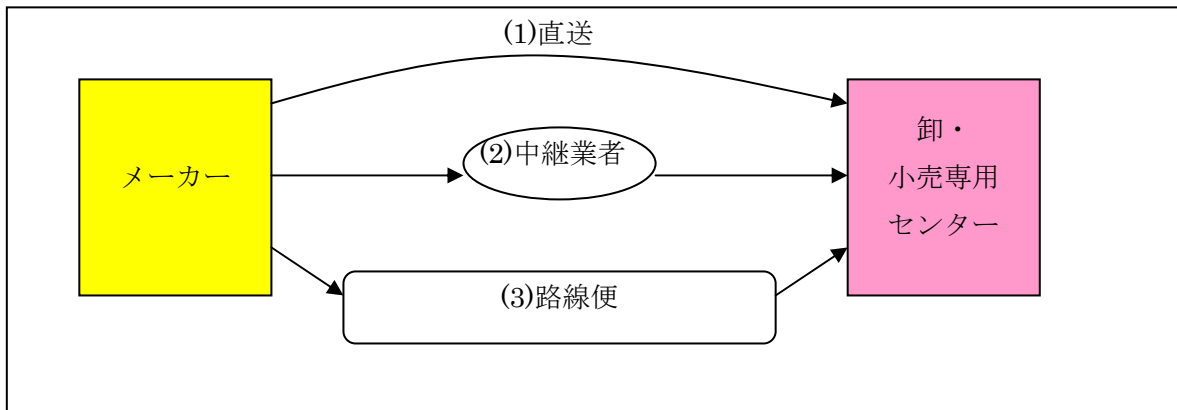 (1)直送
メーカー
(2)中継業者
(3)路線便
卸・
小売専用
センター